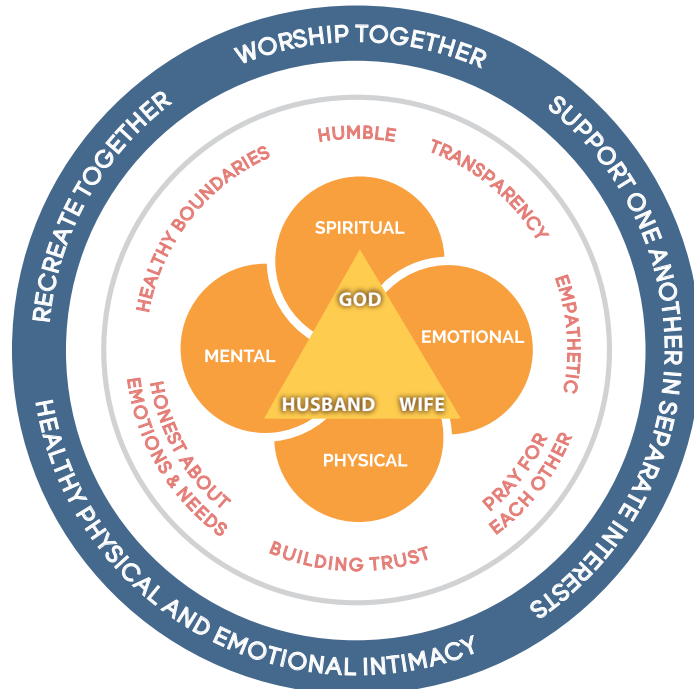 WORSHIP TOGETHER
SUPPORT ONE ANOTHER IN SEPARATE INTERESTS
HEALTHY PHYSICAL AND EMOTIONAL INTIMACY
RECREATE TOGETHER
HUMBLE
TRANSPARENCY
EMPATHETIC
PRAY FOR
EACH OTHER
BUILDING TRUST
HONEST ABOUT
EMOTIONS & NEEDS
HEALTHY BOUNDARIES
SPIRITUAL
EMOTIONAL
PHYSICAL
MENTAL
GOD
HUSBAND
WIFE